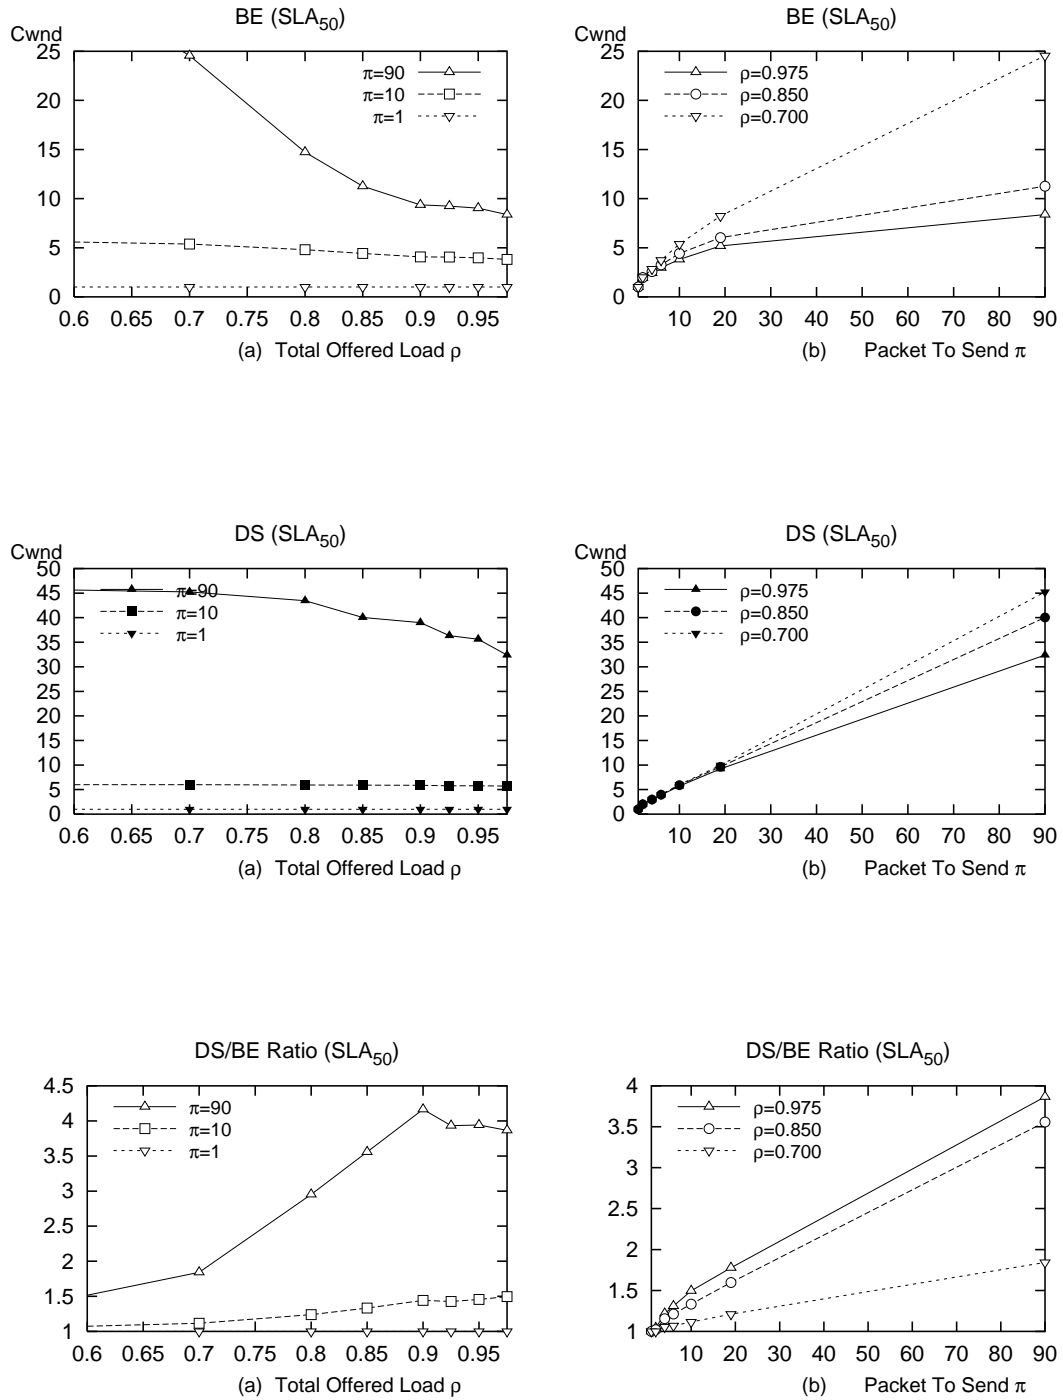 BE (SLA50)
Cwnd
25
20
15
10
5
0
π=90
π=10
π=1
0.6 0.65 0.7 0.75 0.8 0.85 0.9 0.95
(a) Total Offered Load ρ
BE (SLA50)
Cwnd
25
20
15
10
5
0
ρ=0.975
ρ=0.850
ρ=0.700
10 20 30 40 50 60 70 80 90
(b) Packet To Send π
DS (SLA50)
Cwnd
50
45
40
35
30
25
20
15
10
5
0
π=90
π=10
π=1
0.6 0.65 0.7 0.75 0.8 0.85 0.9 0.95
(a) Total Offered Load ρ
DS (SLA50)
Cwnd
50
45
40
35
30
25
20
15
10
5
0
ρ=0.975
ρ=0.850
ρ=0.700
10 20 30 40 50 60 70 80 90
(b) Packet To Send π
DS/BE Ratio (SLA50)
4.5
4
3.5
3
2.5
2
1.5
1
π=90
π=10
π=1
0.6 0.65 0.7 0.75 0.8 0.85 0.9 0.95
(a) Total Offered Load ρ
DS/BE Ratio (SLA50)
4
3.5
3
2.5
2
1.5
1
ρ=0.975
ρ=0.850
ρ=0.700
10 20 30 40 50 60 70 80 90
(b) Packet To Send π